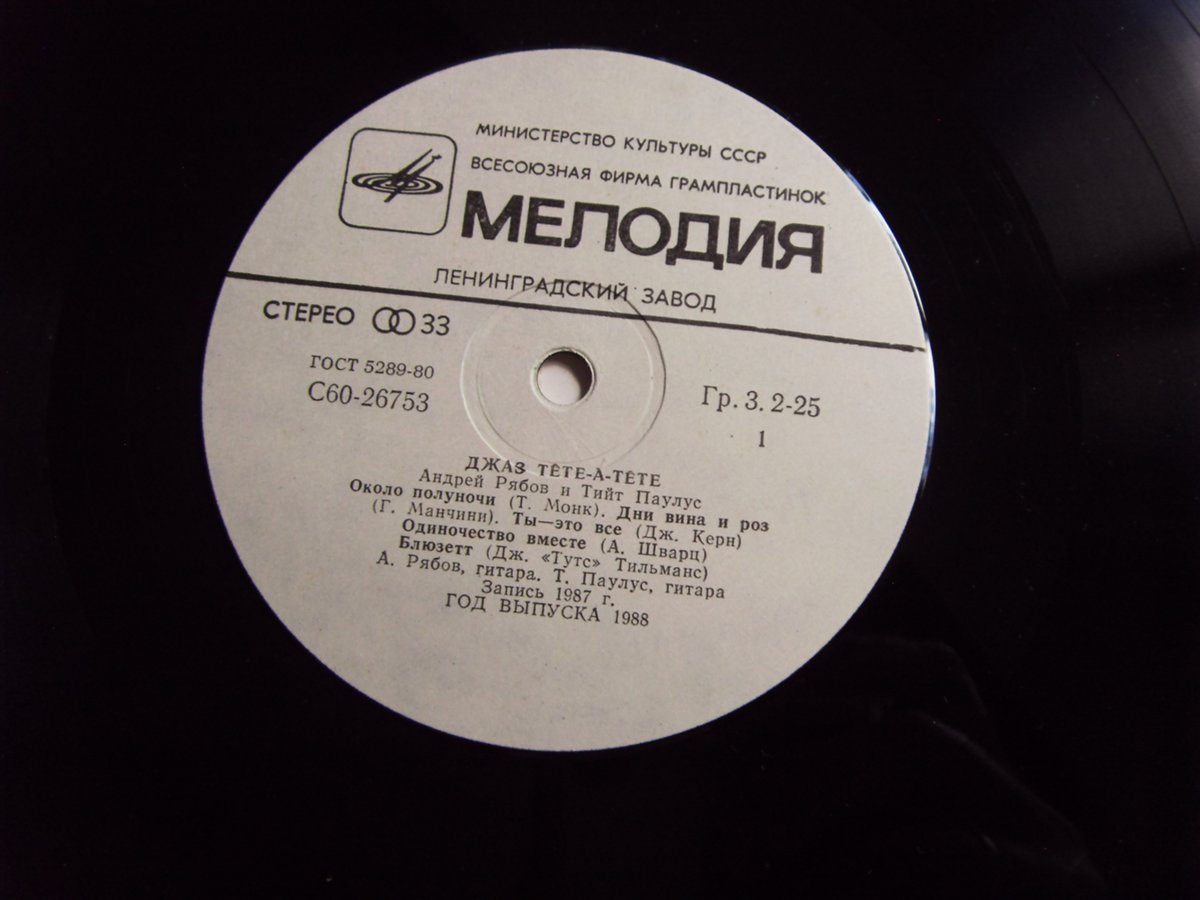 МИНИСТЕРСТВО КУЛЬТУРЫ СССР
ВСЕСОЮЗНАЯ ФИРМА ГРАМПЛАСТИНОК
МЕЛОДИЯ
ЛЕНИНГРАДСКИЙ ЗАВОД
СТЕРЕО 33
ГОСТ 5289-80
С60-26753
Гр. 3. 2-25
1
ДЖАЗ TÊTE-A-TÊTE
Андрей Рябов и Тийт Паулус
Около полуночи (Т. Монк). Дни вина и роз
(Г. Манчини). Ты—это все (Дж. Керн)
Одиночество вместе (А. Шварц)
Блюзетт (Дж. «Тутс» Тильманс)
А. Рябов, гитара. Т. Паулус, гитара
Запись 1987 г.
ГОД ВЫПУСКА 1988